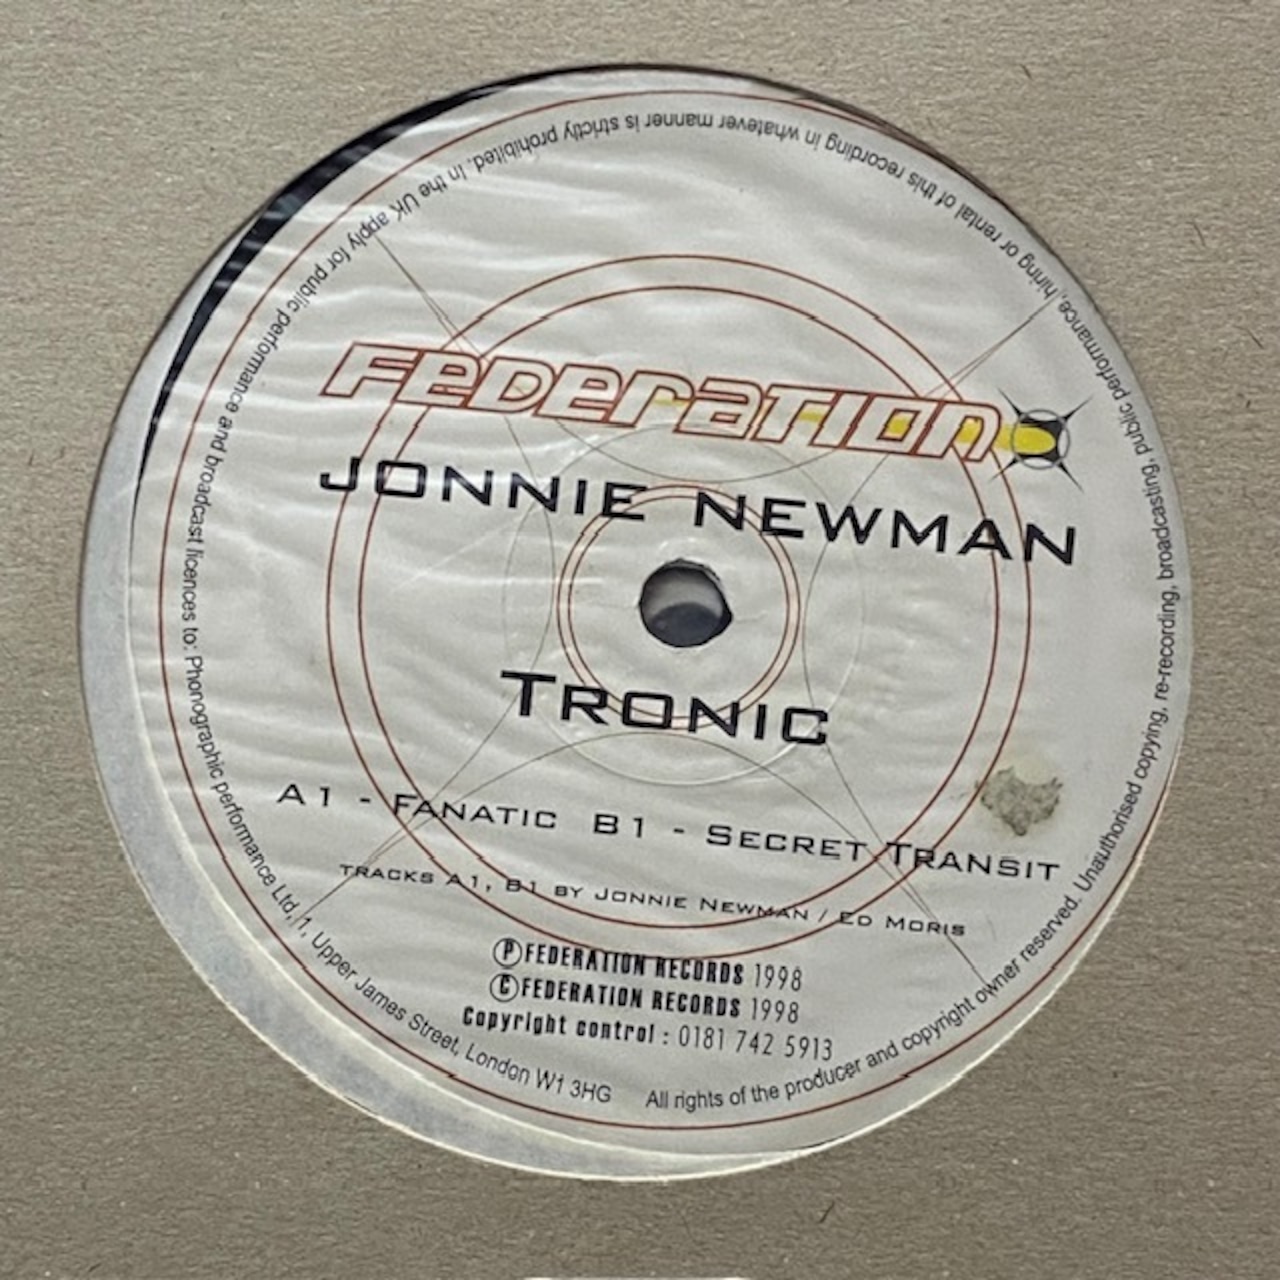 FEDERATION
JONNIE NEWMAN
TRONIC
A1 - FANATIC B1 - SECRET TRANSIT
TRACKS A1, B1 BY JONNIE NEWMAN / ED MORIS
Ⓟ FEDERATION RECORDS 1998
Ⓒ FEDERATION RECORDS 1998
Copyright control : 0181 742 5913
All rights of the producer and copyright owner reserved. Unauthorised copying, re-recording, broadcasting, public performance, hiring or rental of this recording in whatever manner is strictly prohibited. In the UK apply for public performance and broadcast licences to: Phonographic performance Ltd, 1, Upper James Street, London W1 3HG